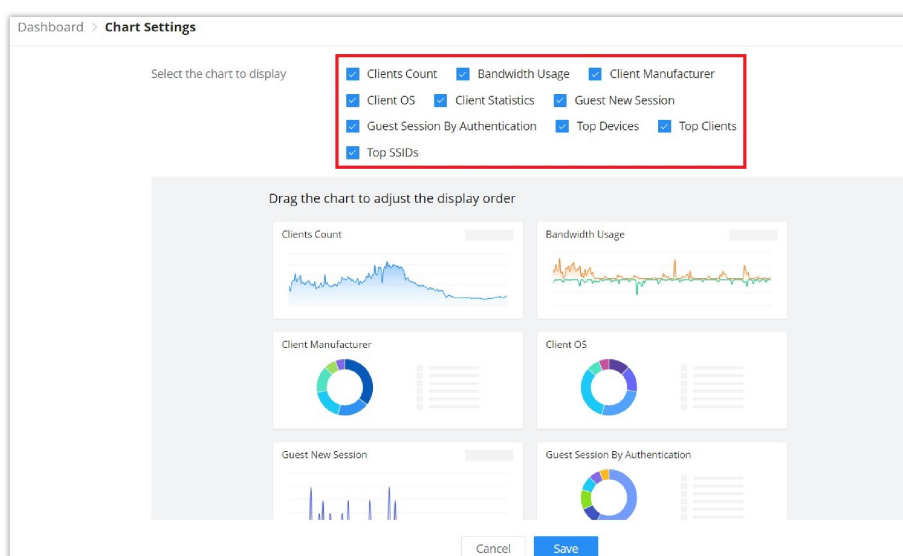 Dashboard > Chart Settings
Select the chart to display
Clients Count Bandwidth Usage Client Manufacturer
Client OS Client Statistics Guest New Session
Guest Session By Authentication Top Devices Top Clients
Top SSIDs
Drag the chart to adjust the display order
Clients Count Bandwidth Usage
Client Manufacturer Client OS
Guest New Session Guest Session By Authentication
Cancel Save